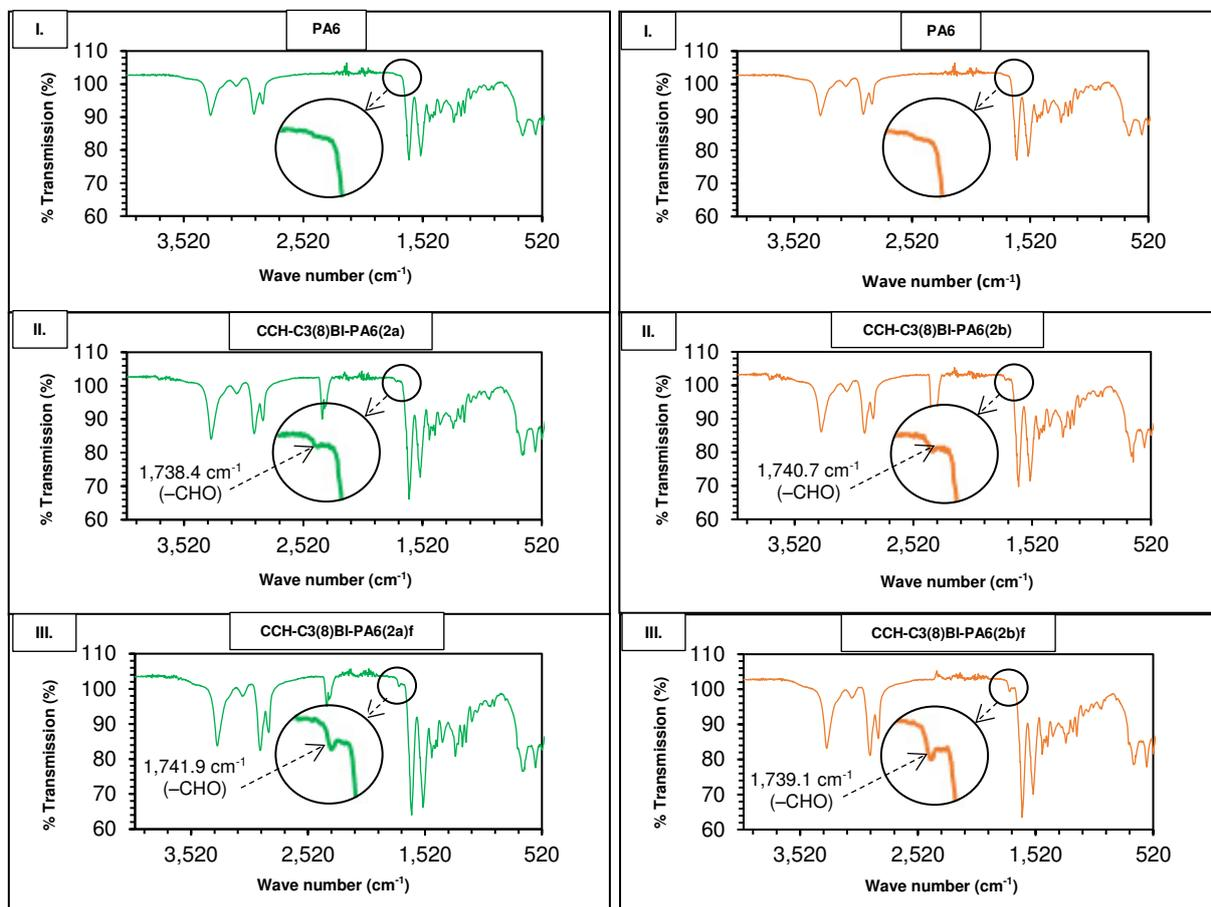 I.
PA6
110
100
90
80
70
60
% Transmission (%)
3,520 2,520 1,520 520
Wave number (cm-1)
I.
PA6
110
100
90
80
70
60
% Transmission (%)
3,520 2,520 1,520 520
Wave number (cm-1)
II.
CCH-C3(8)BI-PA6(2a)
110
100
90
80
70
60
% Transmission (%)
1,738.4 cm-1
(–CHO)
3,520 2,520 1,520 520
Wave number (cm-1)
II.
CCH-C3(8)BI-PA6(2b)
110
100
90
80
70
60
% Transmission (%)
1,740.7 cm-1
(–CHO)
3,520 2,520 1,520 520
Wave number (cm-1)
III.
CCH-C3(8)BI-PA6(2a)f
110
100
90
80
70
60
% Transmission (%)
1,741.9 cm-1
(–CHO)
3,520 2,520 1,520 520
Wave number (cm-1)
III.
CCH-C3(8)BI-PA6(2b)f
110
100
90
80
70
60
% Transmission (%)
1,739.1 cm-1
(–CHO)
3,520 2,520 1,520 520
Wave number (cm-1)